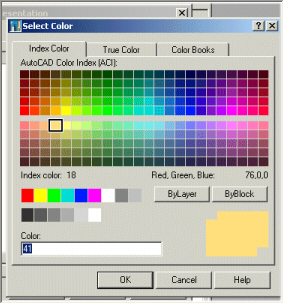 esentation
Select Color
Index Color True Color Color Books
AutoCAD Color Index (ACI):
Index color: 18 Red, Green, Blue: 76,0,0
ByLayer ByBlock
Color:
41
OK Cancel Help